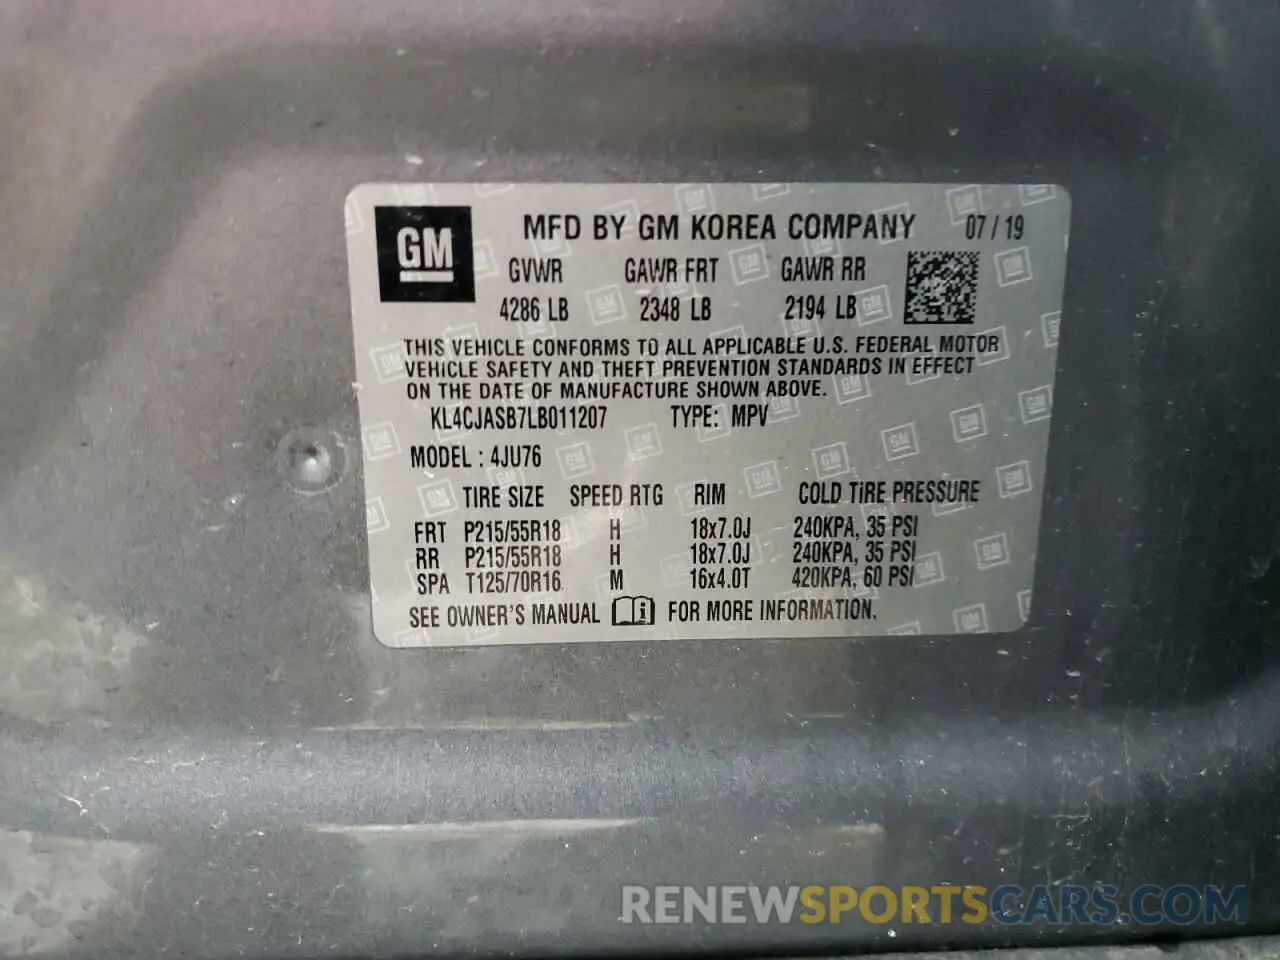 GM
MFD BY GM KOREA COMPANY 07 / 19
GVWR GAWR FRT GAWR RR
4286 LB 2348 LB 2194 LB
THIS VEHICLE CONFORMS TO ALL APPLICABLE U.S. FEDERAL MOTOR
VEHICLE SAFETY AND THEFT PREVENTION STANDARDS IN EFFECT
ON THE DATE OF MANUFACTURE SHOWN ABOVE.
KL4CJASB7LB011207 TYPE: MPV
MODEL : 4JU76
TIRE SIZE SPEED RTG RIM COLD TIRE PRESSURE
FRT P215/55R18 H 18x7.0J 240KPA, 35 PSI
RR P215/55R18 H 18x7.0J 240KPA, 35 PSI
SPA T125/70R16 M 16x4.0T 420KPA, 60 PSI
SEE OWNER'S MANUAL i FOR MORE INFORMATION.
RENEWSPORTSCARS.COM